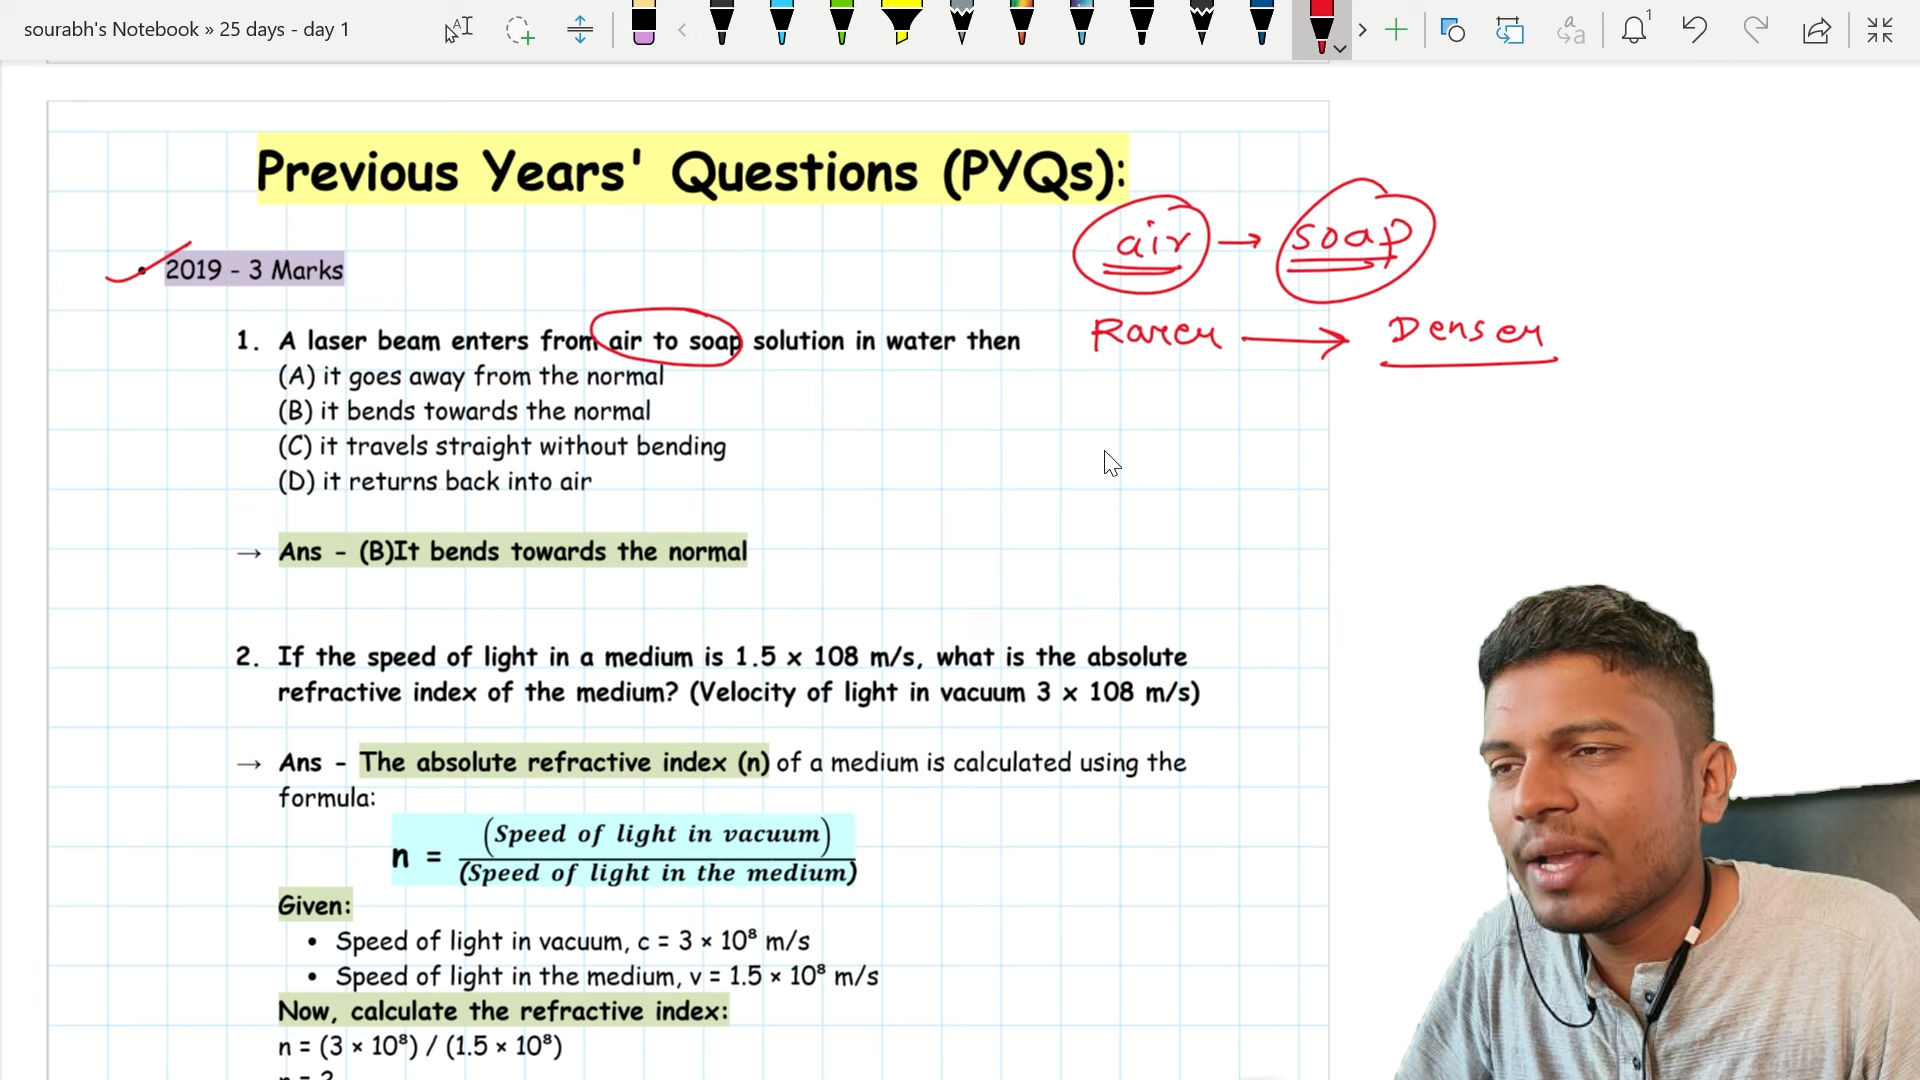 sourabh's Notebook » 25 days - day 1
1
Previous Years' Questions (PYQs):
air → soap
• 2019 - 3 Marks
Rarer → Denser
1. A laser beam enters from air to soap solution in water then
(A) it goes away from the normal
(B) it bends towards the normal
(C) it travels straight without bending
(D) it returns back into air
→ Ans - (B)It bends towards the normal
2. If the speed of light in a medium is 1.5 x 108 m/s, what is the absolute
refractive index of the medium? (Velocity of light in vacuum 3 x 108 m/s)
→ Ans - The absolute refractive index (n) of a medium is calculated using the
formula:
(Speed of light in vacuum)
n =
(Speed of light in the medium)
Given:
• Speed of light in vacuum, c = 3 × 10⁸ m/s
• Speed of light in the medium, v = 1.5 × 10⁸ m/s
Now, calculate the refractive index:
n = (3 × 10⁸) / (1.5 × 10⁸)